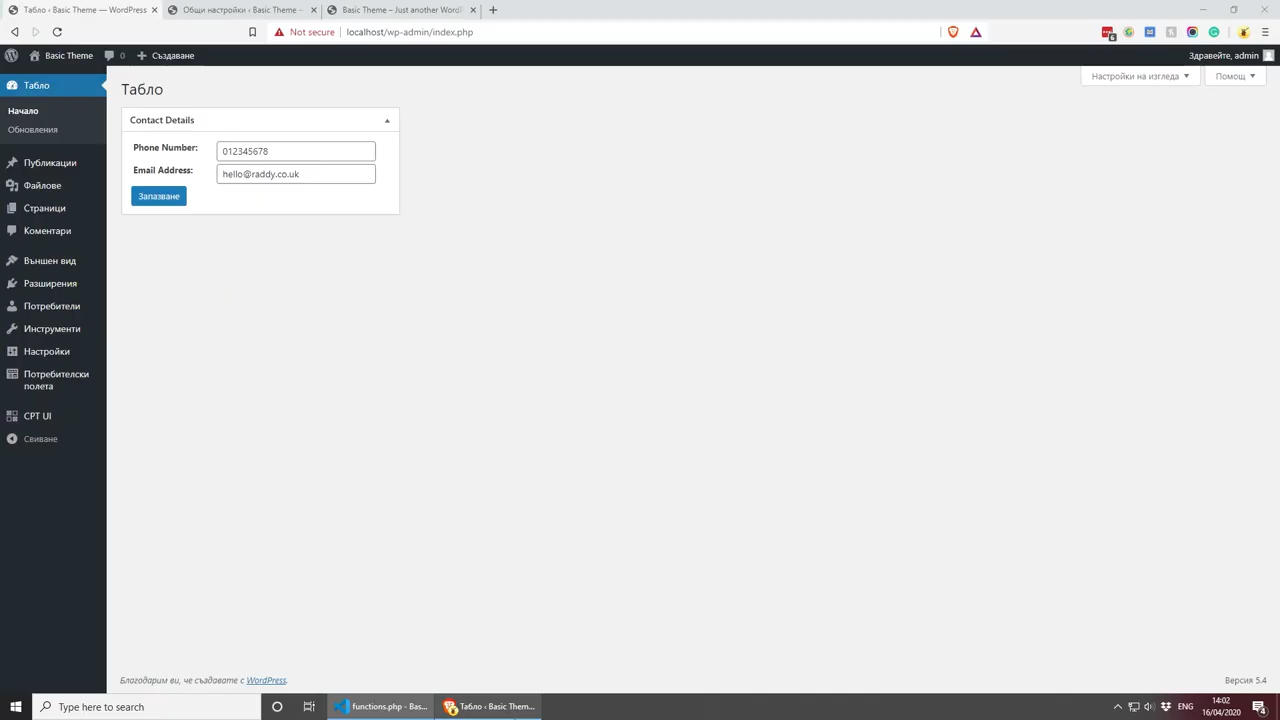 Табло ‹ Basic Theme — WordPress
Общи настройки ‹ Basic Theme —
Basic Theme – Just another WordP
Not secure
localhost/wp-admin/index.php
6
Basic Theme
0
Създаване
Здравейте, admin
Табло
Начало
Обновления
Публикации
Файлове
Страници
Коментари
Външен вид
Разширения
Потребители
Инструменти
Настройки
Потребителски
полета
CPT UI
Свиване
Настройки на изгледа
Помощ
Табло
Contact Details
Phone Number:
012345678
Email Address:
hello@raddy.co.uk
Запазване
Благодарим ви, че създавате с WordPress.
Версия 5.4
Type here to search
functions.php - Bas...
Табло ‹ Basic Them...
ENG
14:02
16/04/2020
4